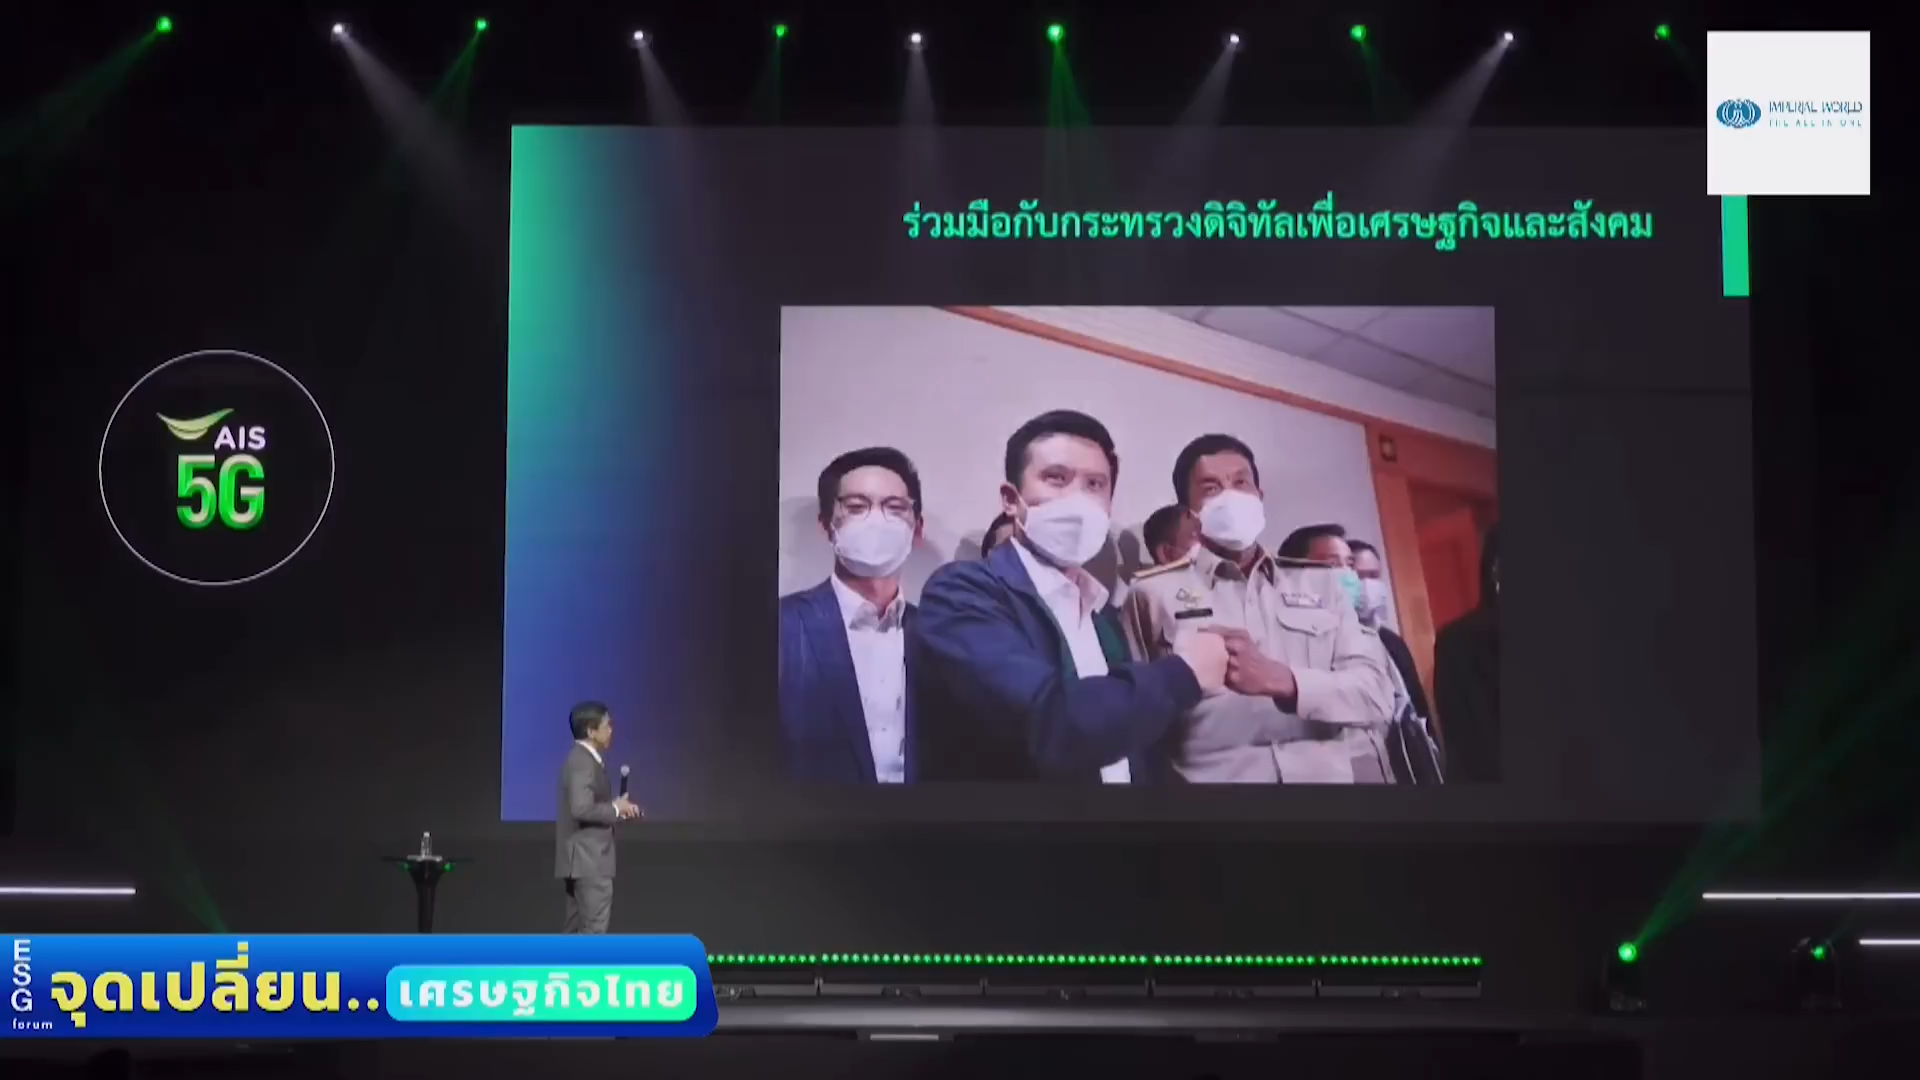 IMPERIAL WORLD
THE ALL IN ONE
ร่วมมือกับกระทรวงดิจิทัลเพื่อเศรษฐกิจและสังคม
AIS
5G
ESG
forum
จุดเปลี่ยน..
เศรษฐกิจไทย